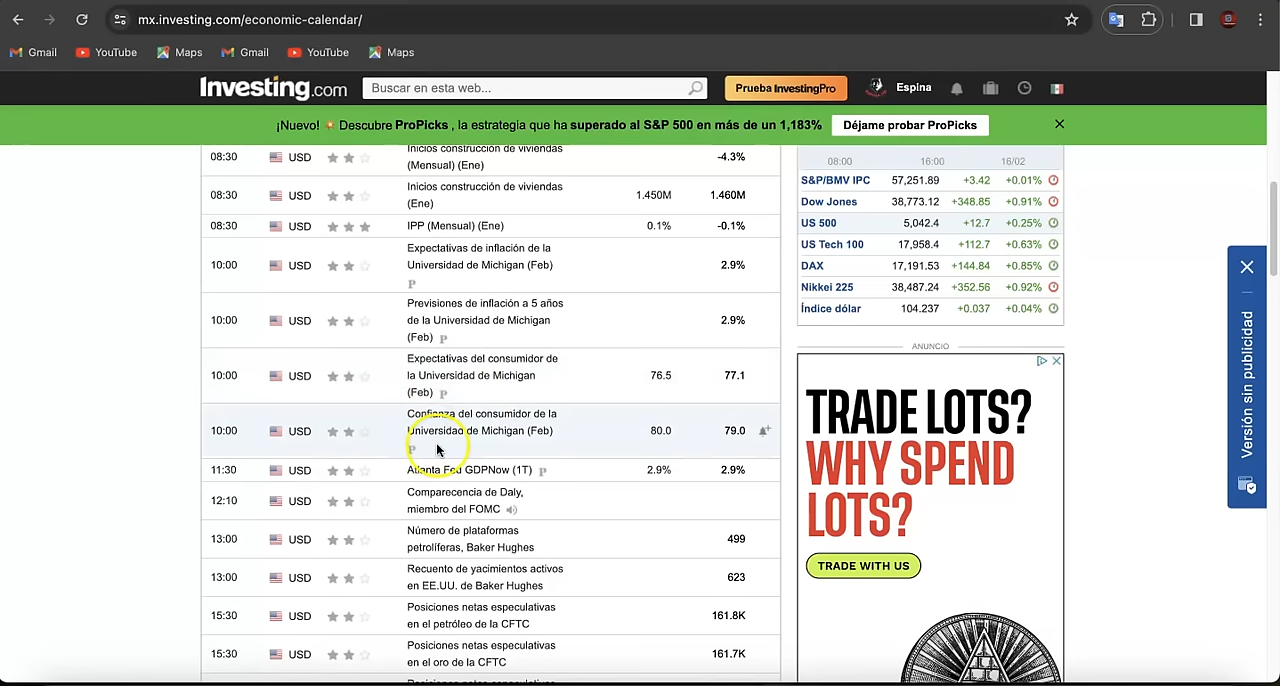 mx.investing.com/economic-calendar/
Gmail YouTube Maps Gmail YouTube Maps
Investing.com Buscar en esta web... Prueba InvestingPro Espina
¡Nuevo! Descubre ProPicks , la estrategia que ha superado al S&P 500 en más de un 1,183% Déjame probar ProPicks
08:30 USD Inicios construcción de viviendas
(Mensual) (Ene) -4.3%
08:30 USD Inicios construcción de viviendas
(Ene) 1.450M 1.460M
08:30 USD IPP (Mensual) (Ene) 0.1% -0.1%
10:00 USD Expectativas de inflación de la
Universidad de Michigan (Feb) 2.9%
P
10:00 USD Previsiones de inflación a 5 años
de la Universidad de Michigan 2.9%
(Feb) P
10:00 USD Expectativas del consumidor de
la Universidad de Michigan 76.5 77.1
(Feb) P
10:00 USD Confianza del consumidor de la
Universidad de Michigan (Feb) 80.0 79.0
P
11:30 USD Atlanta Fed GDPNow (1T) P 2.9% 2.9%
12:10 USD Comparecencia de Daly,
miembro del FOMC
13:00 USD Número de plataformas
petrolíferas, Baker Hughes 499
13:00 USD Recuento de yacimientos activos
en EE.UU. de Baker Hughes 623
15:30 USD Posiciones netas especulativas
en el petróleo de la CFTC 161.8K
15:30 USD Posiciones netas especulativas
en el oro de la CFTC 161.7K
08:00 16:00 16/02
S&P/BMV IPC 57,251.89 +3.42 +0.01%
Dow Jones 38,773.12 +348.85 +0.91%
US 500 5,042.4 +12.7 +0.25%
US Tech 100 17,958.4 +112.7 +0.63%
DAX 17,191.53 +144.84 +0.85%
Nikkei 225 38,487.24 +352.56 +0.92%
Índice dólar 104.237 +0.037 +0.04%
ANUNCIO
TRADE LOTS?
WHY SPEND
LOTS?
TRADE WITH US
Versión sin publicidad